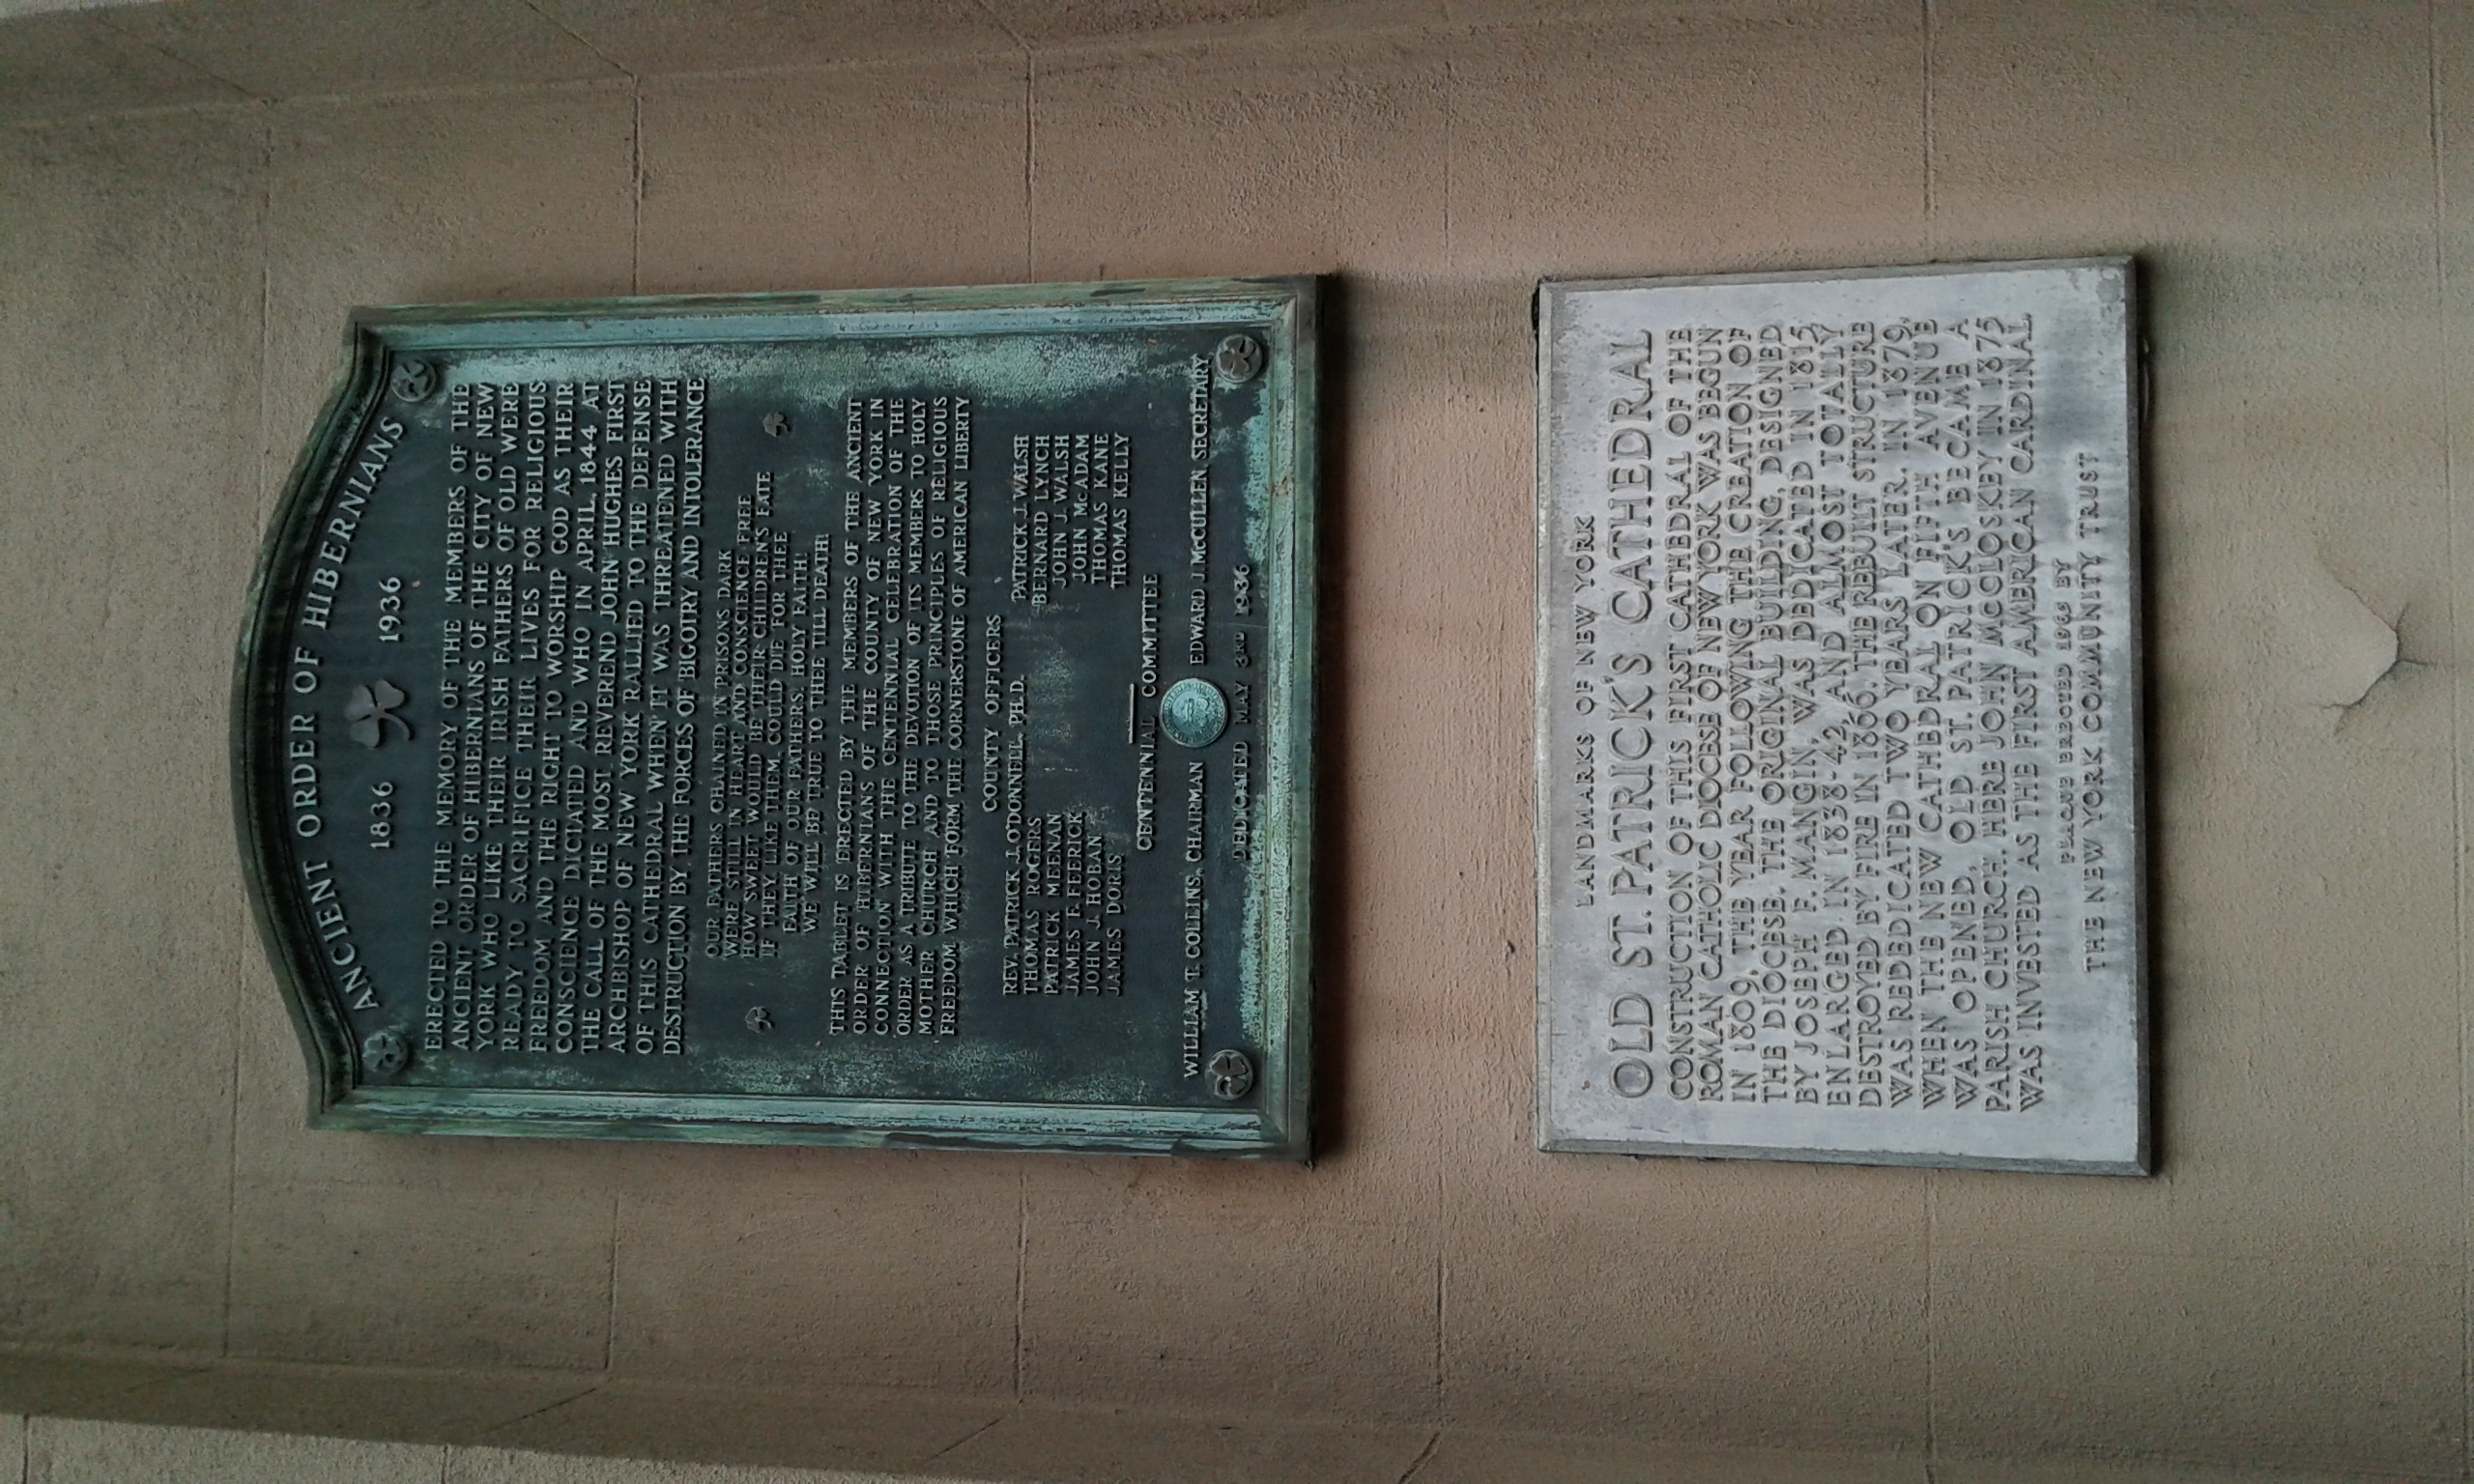 ANCIENT ORDER OF HIBERNIANS
1836 1936
ERECTED TO THE MEMORY OF THE MEMBERS OF THE
ANCIENT ORDER OF HIBERNIANS OF THE CITY OF NEW
YORK WHO LIKE THEIR IRISH FATHERS OF OLD WERE
READY TO SACRIFICE THEIR LIVES FOR RELIGIOUS
FREEDOM AND THE RIGHT TO WORSHIP GOD AS THEIR
CONSCIENCE DICTATED AND WHO IN APRIL, 1844 AT
THE CALL OF THE MOST REVEREND JOHN HUGHES FIRST
ARCHBISHOP OF NEW YORK RALLIED TO THE DEFENSE
OF THIS CATHEDRAL WHEN IT WAS THREATENED WITH
DESTRUCTION BY THE FORCES OF BIGOTRY AND INTOLERANCE
OUR FATHERS CHAINED IN PRISONS DARK
WERE STILL IN HEART AND CONSCIENCE FREE
HOW SWEET WOULD BE THEIR CHILDREN'S FATE
IF THEY, LIKE THEM, COULD DIE FOR THEE
FAITH OF OUR FATHERS, HOLY FAITH!
WE WILL BE TRUE TO THEE TILL DEATH!
THIS TABLET IS ERECTED BY THE MEMBERS OF THE ANCIENT
ORDER OF HIBERNIANS OF THE COUNTY OF NEW YORK IN
CONNECTION WITH THE CENTENNIAL CELEBRATION OF THE
ORDER AS A TRIBUTE TO THE DEVOTION OF ITS MEMBERS TO HOLY
MOTHER CHURCH AND TO THOSE PRINCIPLES OF RELIGIOUS
FREEDOM WHICH FORM THE CORNERSTONE OF AMERICAN LIBERTY
COUNTY OFFICERS
REV. PATRICK J. O'DONNELL, PH.D. PATRICK J. WALSH
THOMAS ROGERS BERNARD LYNCH
PATRICK MEENAN JOHN J. WALSH
JAMES F. FEERICK JOHN McADAM
JOHN J. HOBAN THOMAS KANE
JAMES DORIS THOMAS KELLY
CENTENNIAL COMMITTEE
WILLIAM T. COLLINS, CHAIRMAN EDWARD J. McCULLEN SECRETARY
DEDICATED MAY 3RD 1936
LANDMARKS OF NEW YORK
OLD ST. PATRICK'S CATHEDRAL
CONSTRUCTION OF THIS FIRST CATHEDRAL OF THE
ROMAN CATHOLIC DIOCESE OF NEW YORK WAS BEGUN
IN 1809, THE YEAR FOLLOWING THE CREATION OF
THE DIOCESE. THE ORIGINAL BUILDING, DESIGNED
BY JOSEPH F. MANGIN, WAS DEDICATED IN 1815,
ENLARGED IN 1838-42, AND ALMOST TOTALLY
DESTROYED BY FIRE IN 1866. THE REBUILT STRUCTURE
WAS REDEDICATED TWO YEARS LATER. IN 1879,
WHEN THE NEW CATHEDRAL ON FIFTH AVENUE
WAS OPENED, OLD ST. PATRICK'S BECAME A
PARISH CHURCH. HERE JOHN McCLOSKEY IN 1875
WAS INVESTED AS THE FIRST AMERICAN CARDINAL.
PLAQUE ERECTED 1965 BY
THE NEW YORK COMMUNITY TRUST